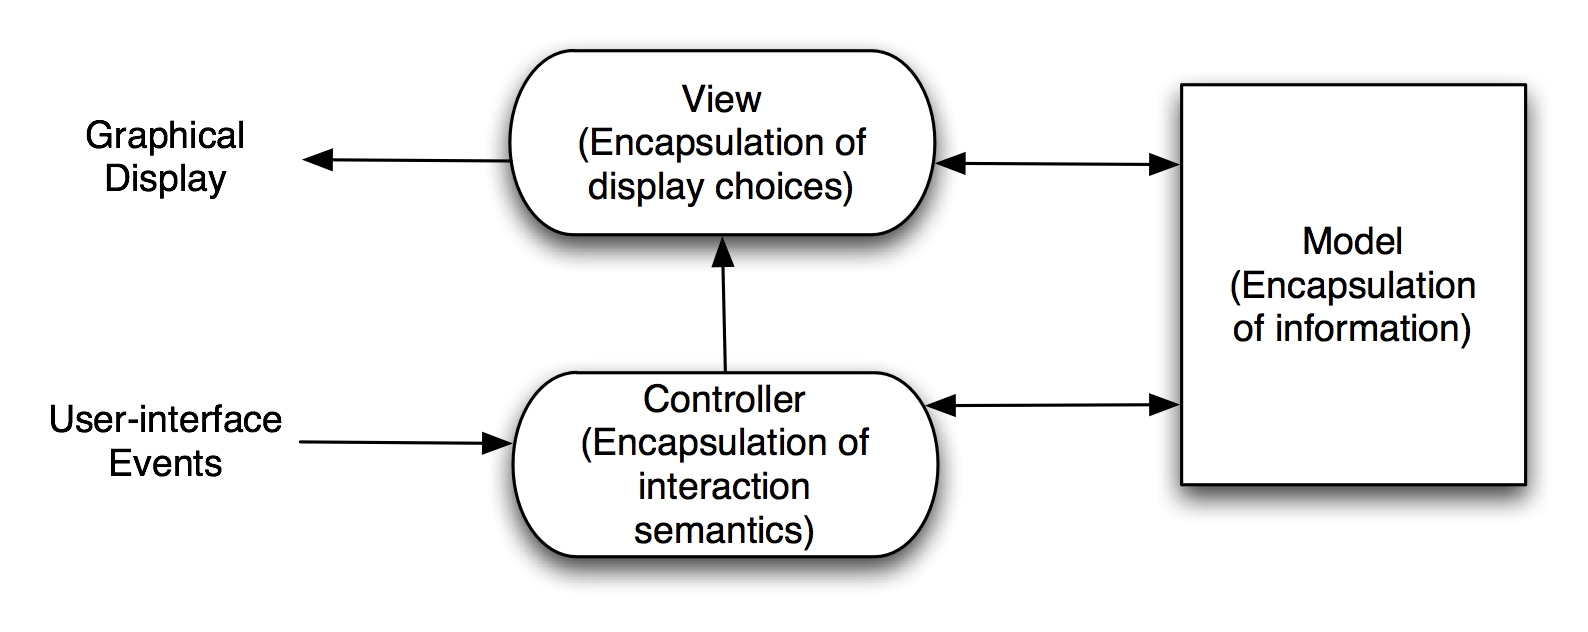 Graphical
Display
View
(Encapsulation of
display choices)
Model
(Encapsulation
of information)
User-interface
Events
Controller
(Encapsulation of
interaction
semantics)